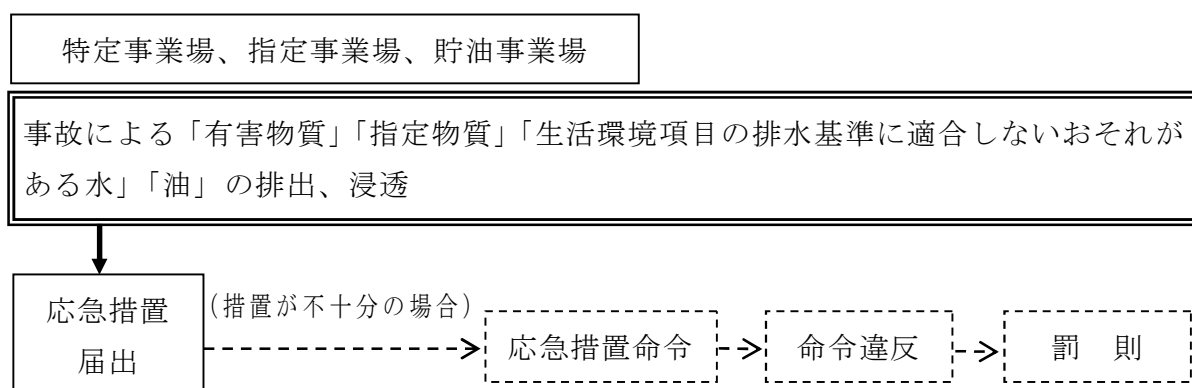 特定事業場、指定事業場、貯油事業場
事故による「有害物質」「指定物質」「生活環境項目の排水基準に適合しないおそれが
ある水」「油」の排出、浸透
応急措置
届出
(措置が不十分の場合)
応急措置命令
命令違反
罰　則